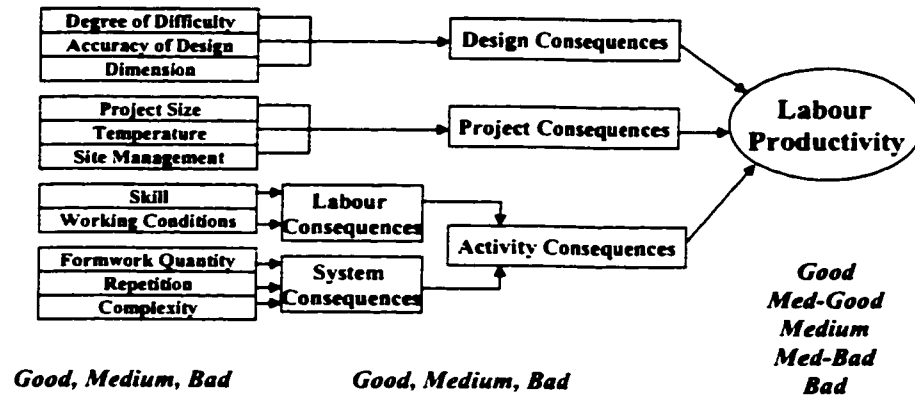 Degree of Difficulty
Accuracy of Design
Dimension
Design Consequences
Project Size
Temperature
Site Management
Project Consequences
Labour
Productivity
Skill
Working Conditions
Labour
Consequences
Formwork Quantity
Repetition
Complexity
System
Consequences
Activity Consequences
Good
Med-Good
Medium
Med-Bad
Bad
Good, Medium, Bad
Good, Medium, Bad